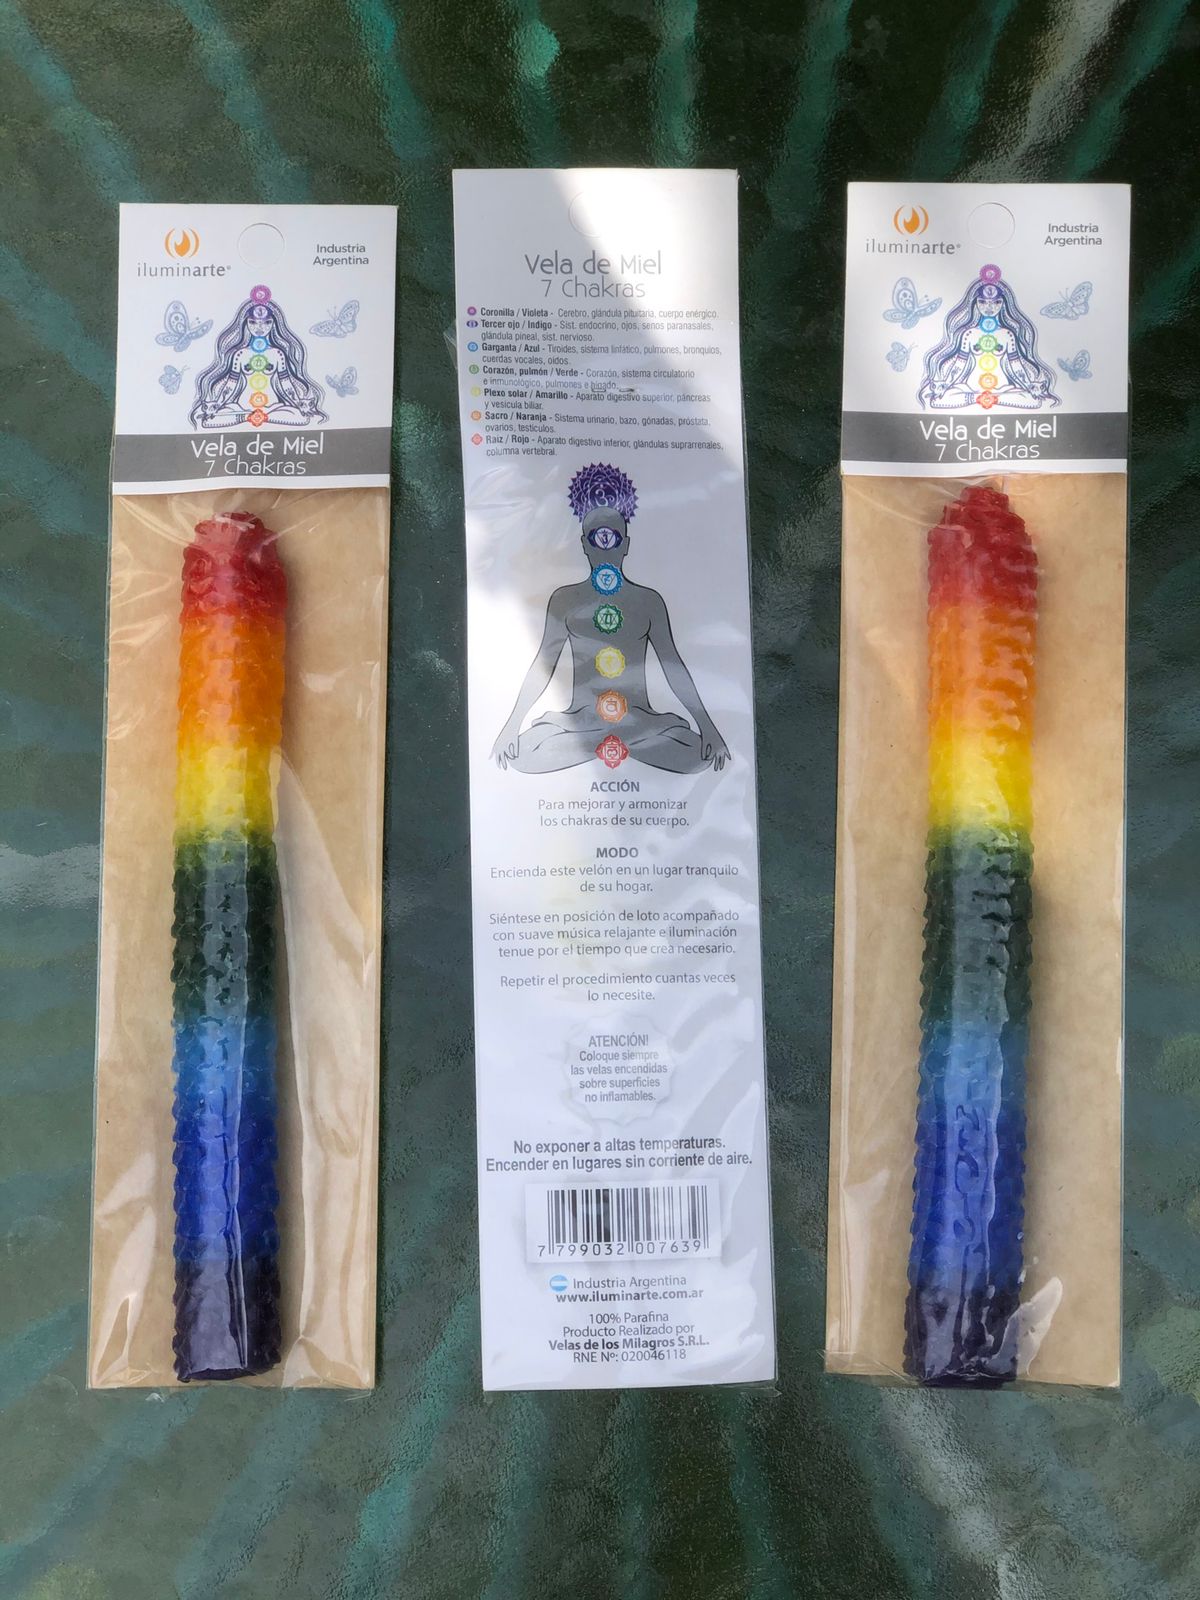 iluminarte®
Industria
Argentina
Vela de Miel
7 Chakras
Vela de Miel
7 Chakras
Coronilla / Violeta - Cerebro, glándula pituitaria, cuerpo enérgico.
Tercer ojo / Indigo - Sist. endocrino, ojos, senos paranasales,
glándula pineal, sist. nervioso.
Garganta / Azul - Tiroides, sistema linfático, pulmones, bronquios,
cuerdas vocales, oidos.
Corazón, pulmón / Verde - Corazón, sistema circulatorio
e inmunológico, pulmones e higado.
Plexo solar / Amarillo - Aparato digestivo superior, páncreas
y vesicula biliar.
Sacro / Naranja - Sistema urinario, bazo, gónadas, próstata,
ovarios, testiculos.
Raiz / Rojo - Aparato digestivo inferior, glándulas suprarrenales,
columna vertebral.
ACCIÓN
Para mejorar y armonizar
los chakras de su cuerpo.
MODO
Encienda este velón en un lugar tranquilo
de su hogar.
Siéntese en posición de loto acompañado
con suave música relajante e iluminación
tenue por el tiempo que crea necesario.
Repetir el procedimiento cuantas veces
lo necesite.
ATENCIÓN!
Coloque siempre
las velas encendidas
sobre superficies
no inflamables.
No exponer a altas temperaturas.
Encender en lugares sin corriente de aire.
7 799032 007639
Industria Argentina
www.iluminarte.com.ar
100% Parafina
Producto Realizado por
Velas de los Milagros S.R.L.
RNE Nº: 020046118
iluminarte®
Industria
Argentina
Vela de Miel
7 Chakras